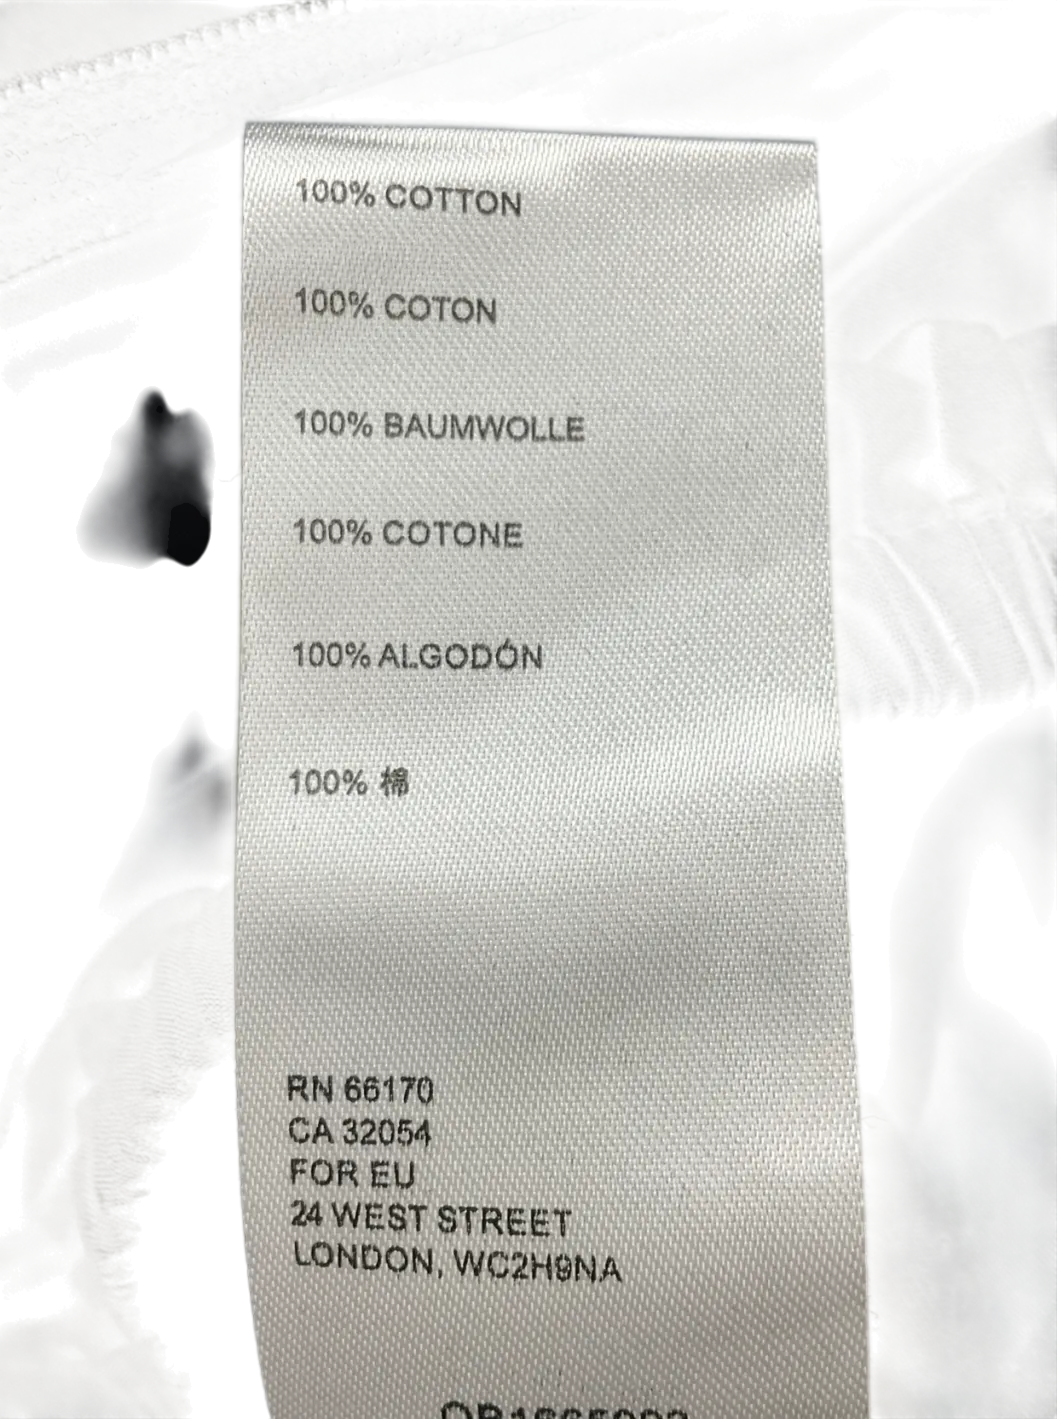 100% COTTON
100% COTON
100% BAUMWOLLE
100% COTONE
100% ALGODÓN
100% 棉
RN 66170
CA 32054
FOR EU
24 WEST STREET
LONDON, WC2H9NA